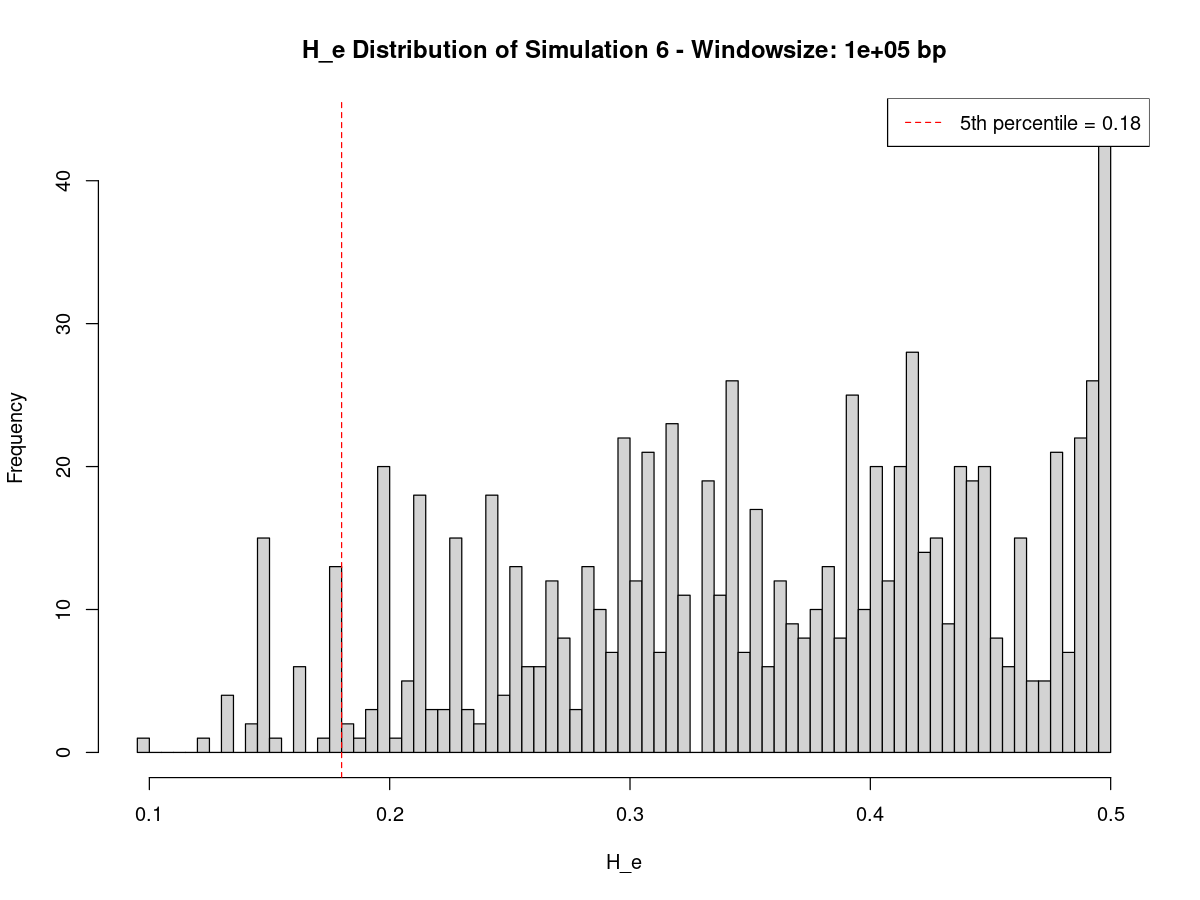 H_e Distribution of Simulation 6 - Windowsize: 1e+05 bp
5th percentile = 0.18
Frequency
40
30
20
10
0
0.1 0.2 0.3 0.4 0.5
H_e